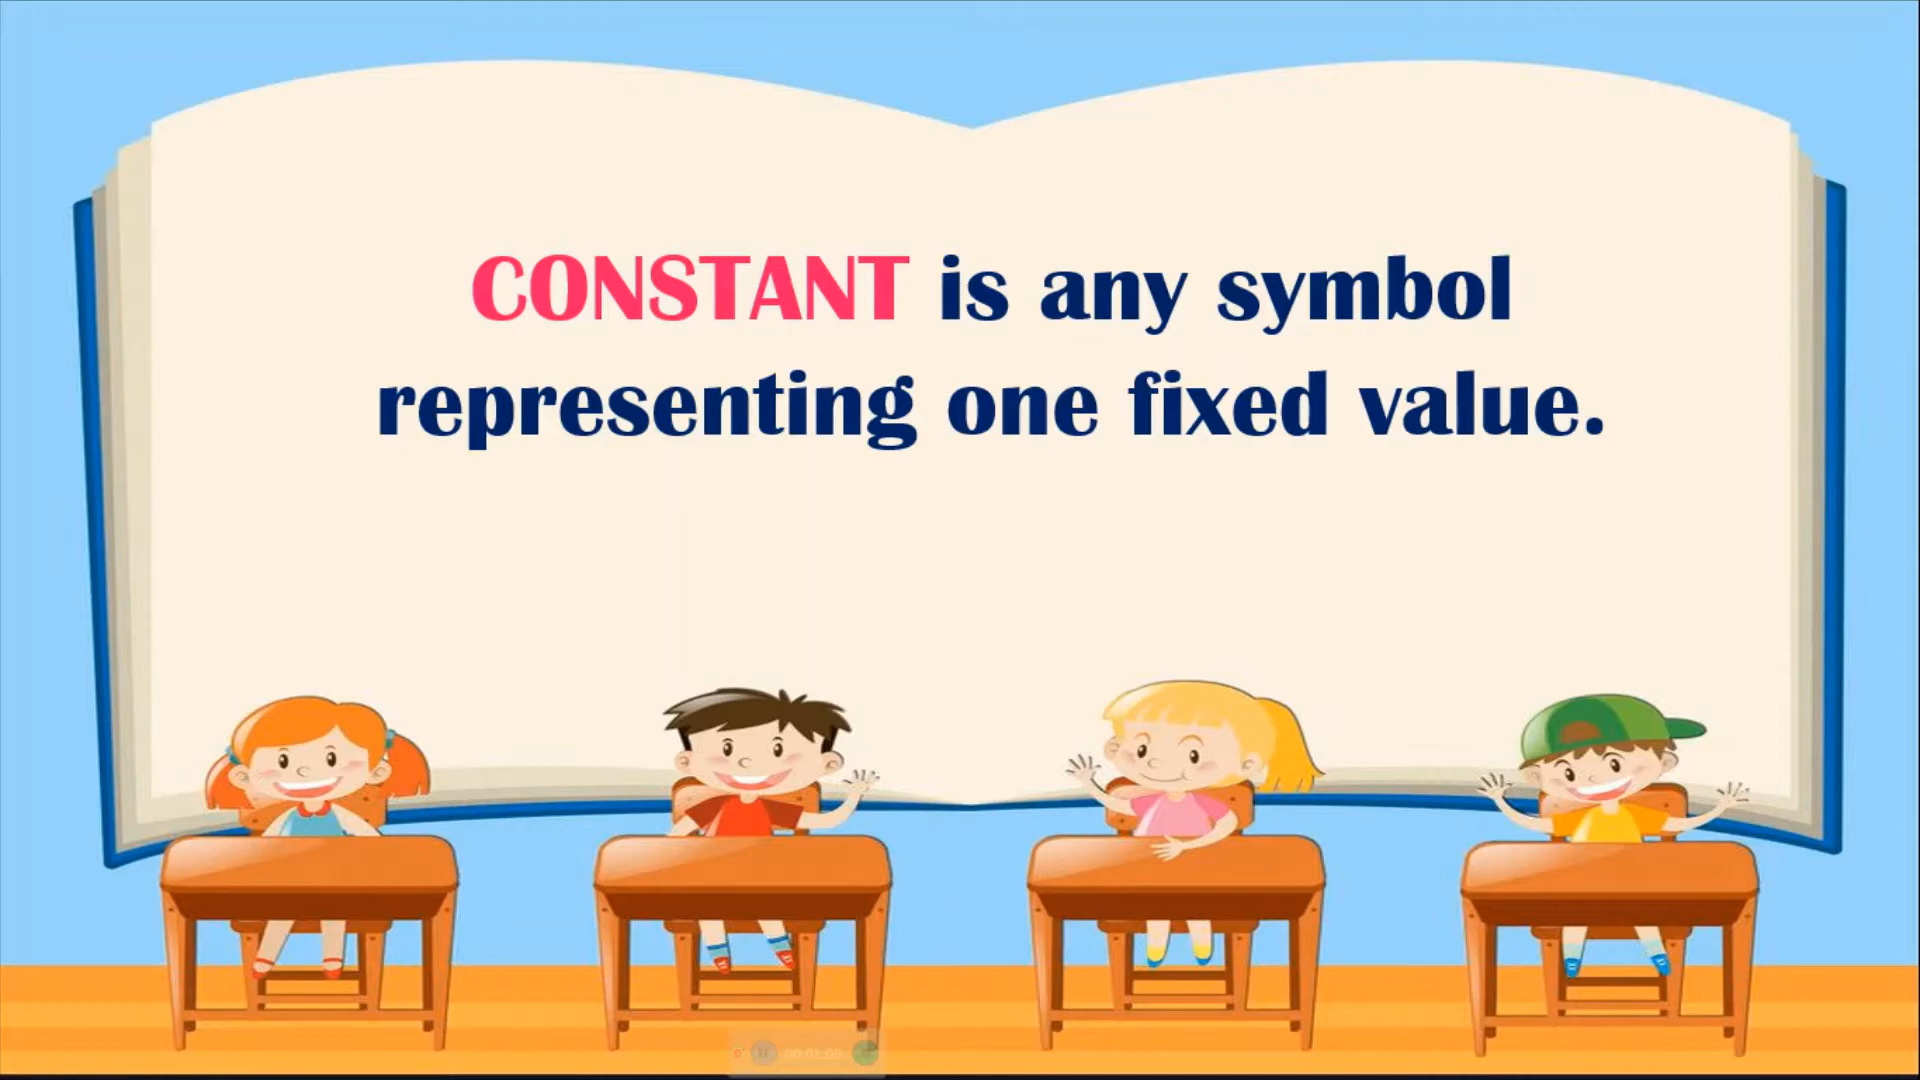 CONSTANT is any symbol
representing one fixed value.